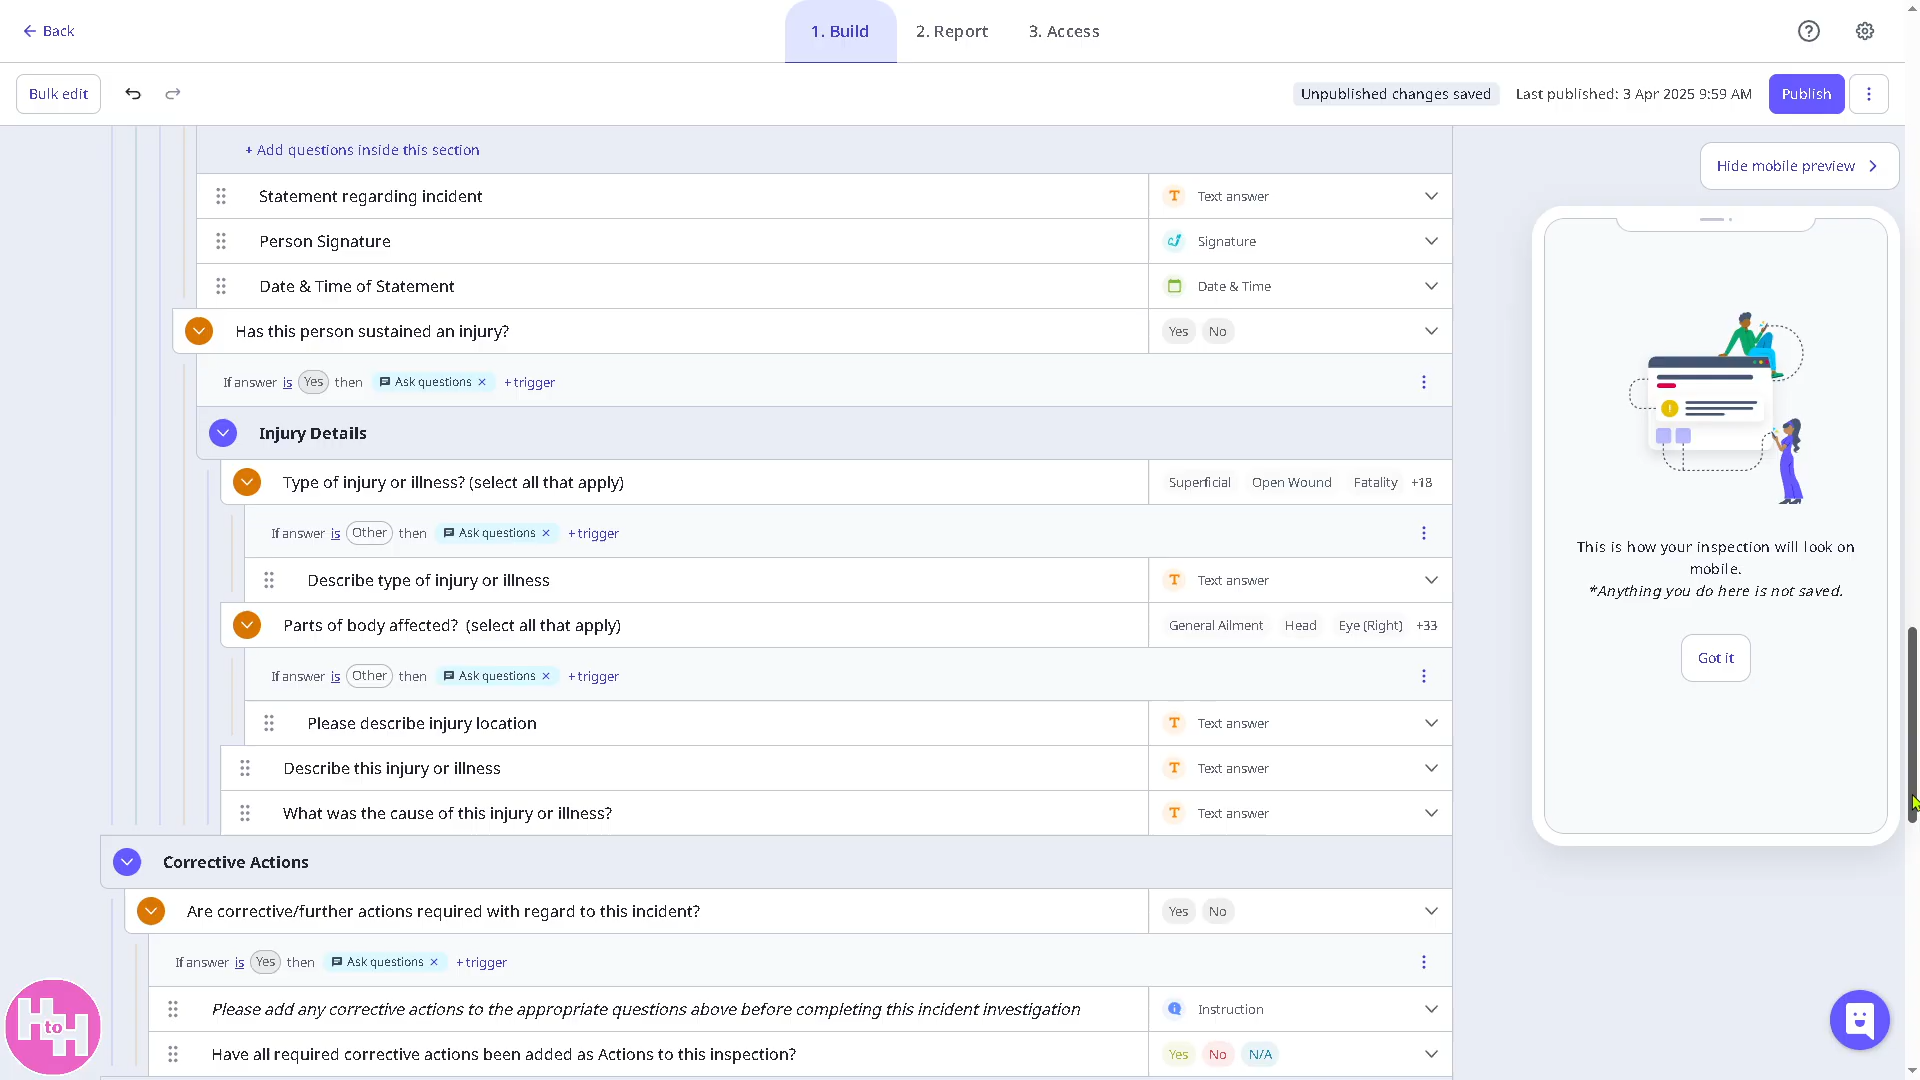 Back
1. Build
2. Report
3. Access
Bulk edit
Unpublished changes saved
Last published: 3 Apr 2025 9:59 AM
Publish
+ Add questions inside this section
Hide mobile preview
Statement regarding incident
Text answer
Person Signature
Signature
Date & Time of Statement
Date & Time
Has this person sustained an injury?
Yes No
If answer is Yes then Ask questions × + trigger
Injury Details
Type of injury or illness? (select all that apply)
Superficial Open Wound Fatality +18
If answer is Other then Ask questions × + trigger
Describe type of injury or illness
Text answer
Parts of body affected? (select all that apply)
General Ailment Head Eye (Right) +33
If answer is Other then Ask questions × + trigger
Please describe injury location
Text answer
Describe this injury or illness
Text answer
What was the cause of this injury or illness?
Text answer
Corrective Actions
Are corrective/further actions required with regard to this incident?
Yes No
If answer is Yes then Ask questions × + trigger
Please add any corrective actions to the appropriate questions above before completing this incident investigation
Instruction
Have all required corrective actions been added as Actions to this inspection?
Yes No N/A
This is how your inspection will look on
mobile.
*Anything you do here is not saved.
Got it
H to H